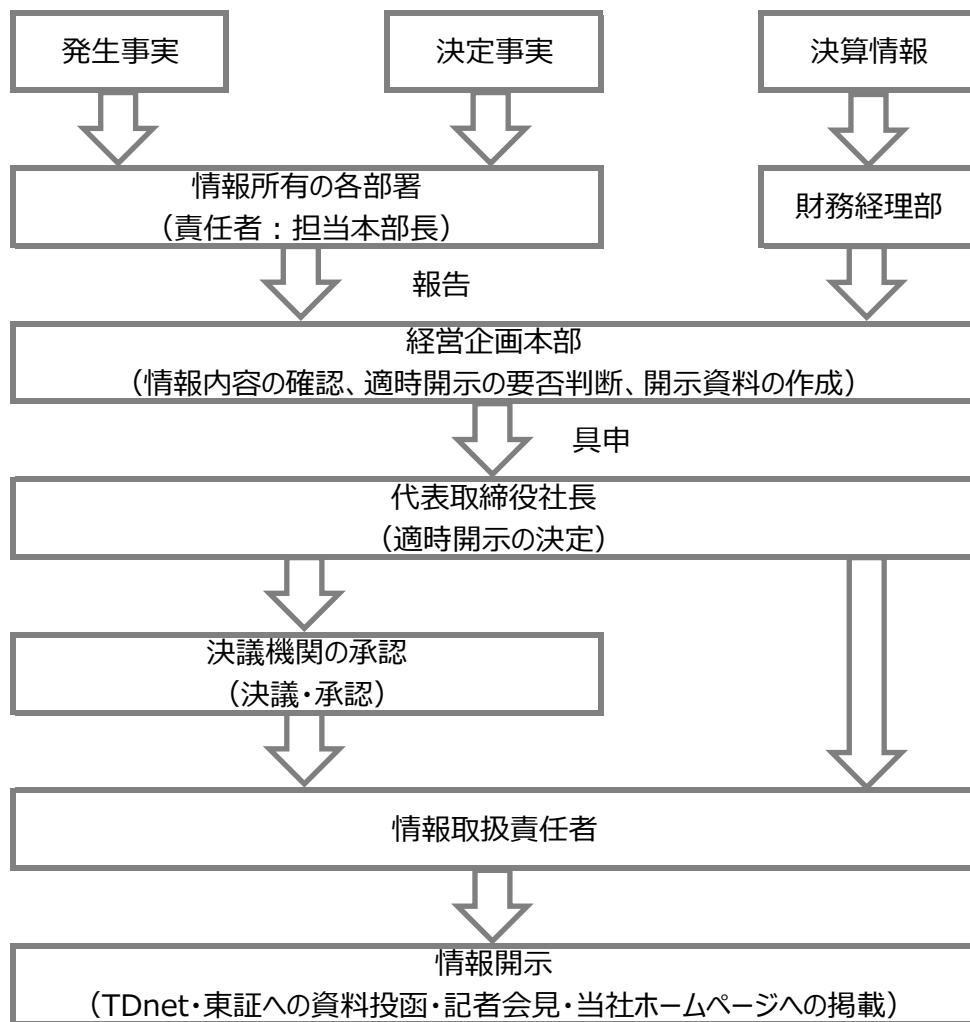 発生事実
決定事実
決算情報
情報所有の各部署
（責任者：担当本部長）
財務経理部
報告
経営企画本部
（情報内容の確認、適時開示の要否判断、開示資料の作成）
具申
代表取締役社長
（適時開示の決定）
決議機関の承認
（決議・承認）
情報取扱責任者
情報開示
（TDnet・東証への資料投函・記者会見・当社ホームページへの掲載）